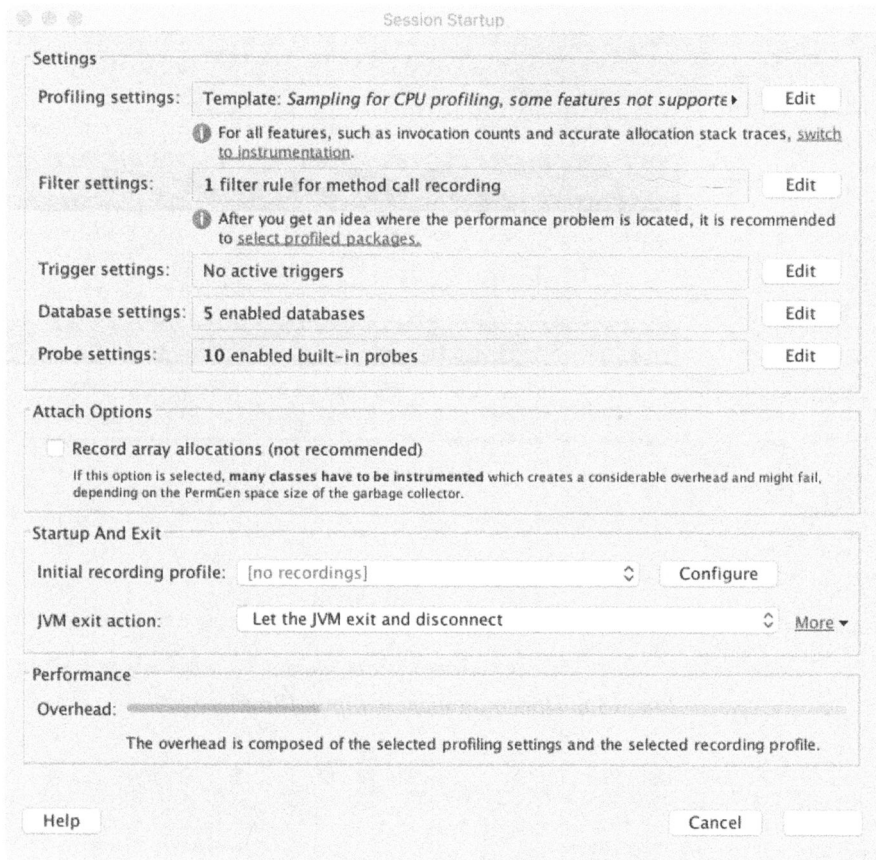 Session Startup
Settings
Profiling settings: Template: Sampling for CPU profiling, some features not supporte Edit
For all features, such as invocation counts and accurate allocation stack traces, switch
to instrumentation.
Filter settings: 1 filter rule for method call recording Edit
After you get an idea where the performance problem is located, it is recommended
to select profiled packages.
Trigger settings: No active triggers Edit
Database settings: 5 enabled databases Edit
Probe settings: 10 enabled built-in probes Edit
Attach Options
Record array allocations (not recommended)
If this option is selected, many classes have to be instrumented which creates a considerable overhead and might fail,
depending on the PermGen space size of the garbage collector.
Startup And Exit
Initial recording profile: [no recordings] Configure
JVM exit action: Let the JVM exit and disconnect More
Performance
Overhead:
The overhead is composed of the selected profiling settings and the selected recording profile.
Help Cancel